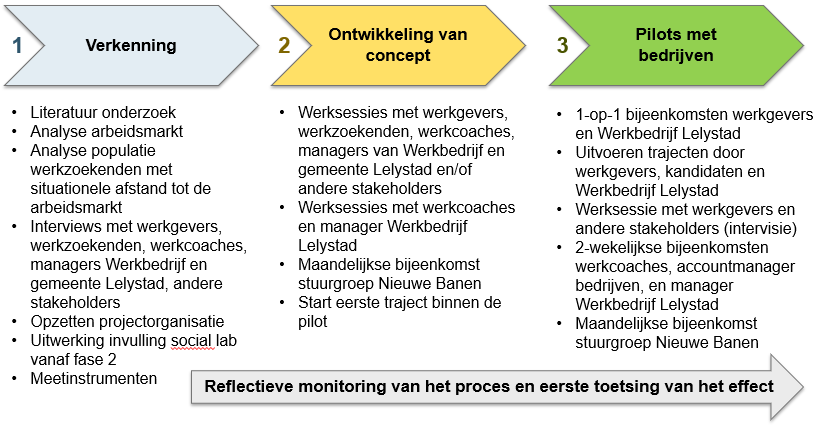 1 Verkenning
• Literatuur onderzoek
• Analyse arbeidsmarkt
• Analyse populatie
werkzoekenden met
situationele afstand tot de
arbeidsmarkt
• Interviews met werkgevers,
werkzoekenden, werkcoaches,
managers Werkbedrijf en
gemeente Lelystad, andere
stakeholders
• Opzetten projectorganisatie
• Uitwerking invulling social lab
vanaf fase 2
• Meetinstrumenten
2 Ontwikkeling van
concept
• Werksessies met werkgevers,
werkzoekenden, werkcoaches,
managers van Werkbedrijf en
gemeente Lelystad en/of
andere stakeholders
• Werksessies met werkcoaches
en manager Werkbedrijf
Lelystad
• Maandelijkse bijeenkomst
stuurgroep Nieuwe Banen
• Start eerste traject binnen de
pilot
3 Pilots met
bedrijven
• 1-op-1 bijeenkomsten werkgevers
en Werkbedrijf Lelystad
• Uitvoeren trajecten door
werkgevers, kandidaten en
Werkbedrijf Lelystad
• Werksessie met werkgevers en
andere stakeholders (intervisie)
• 2-wekelijkse bijeenkomsten
werkcoaches, accountmanager
bedrijven, en manager
Werkbedrijf Lelystad
• Maandelijkse bijeenkomst
stuurgroep Nieuwe Banen
Reflectieve monitoring van het proces en eerste toetsing van het effect